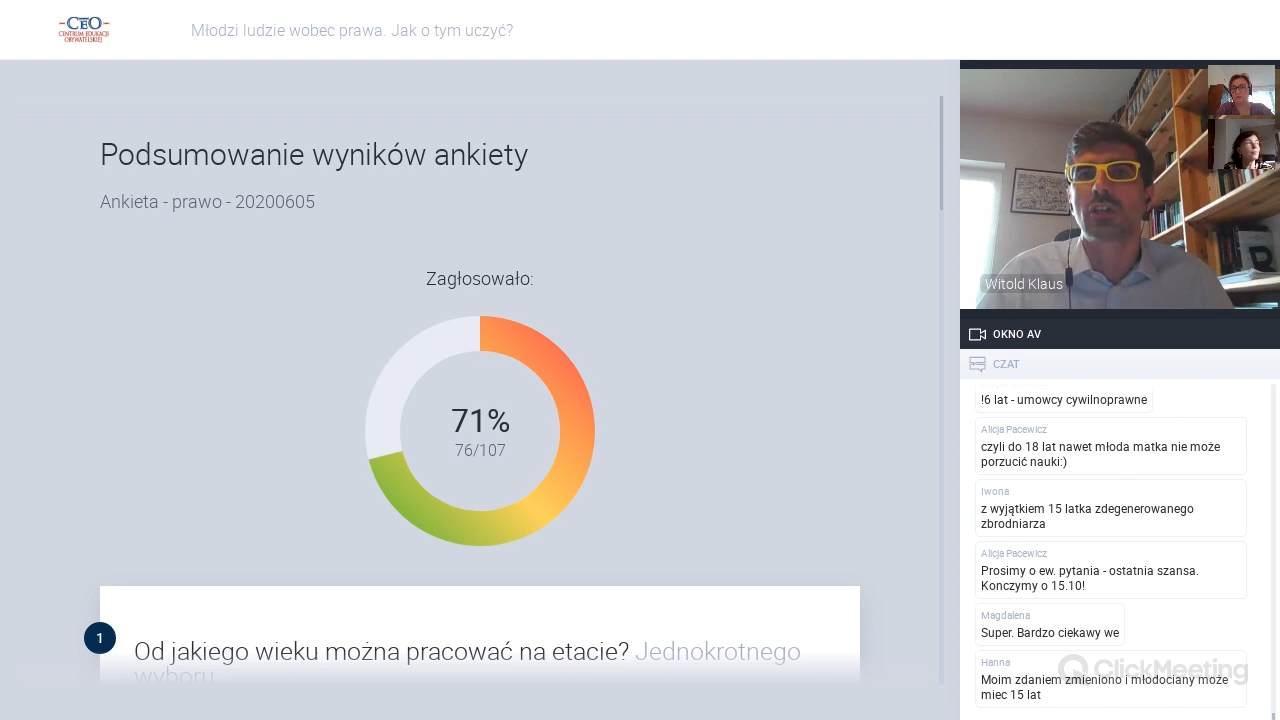 CEO
CENTRUM EDUKACJI
OBYWATELSKIEJ
Młodzi ludzie wobec prawa. Jak o tym uczyć?
Podsumowanie wyników ankiety
Ankieta - prawo - 20200605
Zagłosowało:
71%
76/107
1
Od jakiego wieku można pracować na etacie? Jednokrotnego
wyboru
Witold Klaus
OKNO AV
CZAT
!6 lat - umowcy cywilnoprawne
Alicja Pacewicz
czyli do 18 lat nawet młoda matka nie może
porzucić nauki:)
Iwona
z wyjątkiem 15 latka zdegenerowanego
zbrodniarza
Alicja Pacewicz
Prosimy o ew. pytania - ostatnia szansa.
Konczymy o 15.10!
Magdalena
Super. Bardzo ciekawy we
Hanna
Moim zdaniem zmieniono i młodociany może
miec 15 lat
ClickMeeting